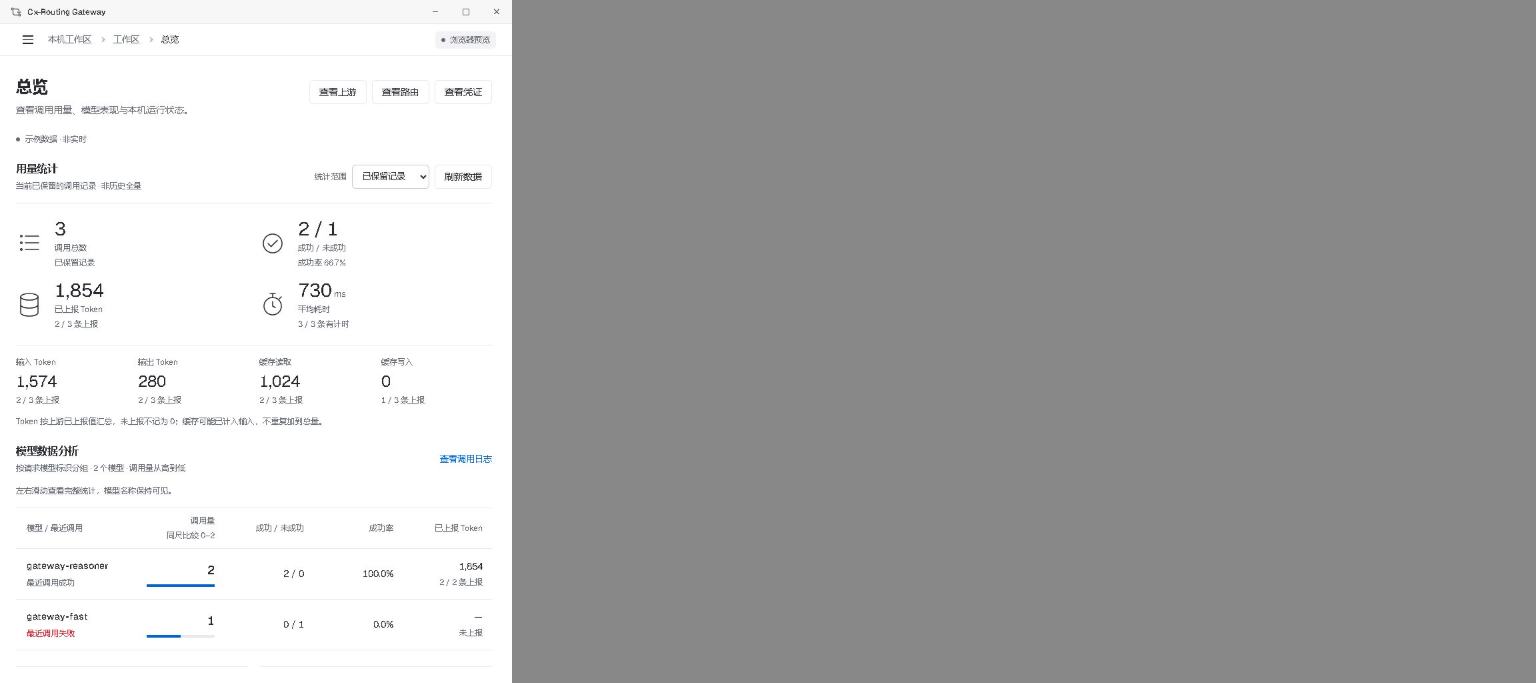 Cx-Routing Gateway
本机工作区 › 工作区 › 总览
浏览器预览
总览
查看上游 查看路由 查看凭证
查看调用用量、模型表现与本机运行状态。
示例数据·非实时
用量统计
当前已保留的调用记录·非历史全量
统计范围 已保留记录 刷新数据
3
调用总数
已保留记录
2 / 1
成功 / 未成功
成功率 66.7%
1,854
已上报 Token
2 / 3 条上报
730 ms
平均耗时
3 / 3 条有计时
输入 Token 输出 Token 缓存读取 缓存写入
1,574 280 1,024 0
2 / 3 条上报 2 / 3 条上报 2 / 3 条上报 1 / 3 条上报
Token 按上游已上报值汇总，未上报不记为 0；缓存可能已计入输入，不重复加到总量。
模型数据分析
按请求模型标识分组·2 个模型·调用量从高到低
查看调用日志
左右滑动查看完整统计，模型名称保持可见。
模型 / 最近调用 调用量 同尺比较 0–2 成功 / 未成功 成功率 已上报 Token
gateway-reasoner 2 2 / 0 100.0% 1,854
最近调用成功 2 / 2 条上报
gateway-fast 1 0 / 1 0.0% —
最近调用失败 未上报